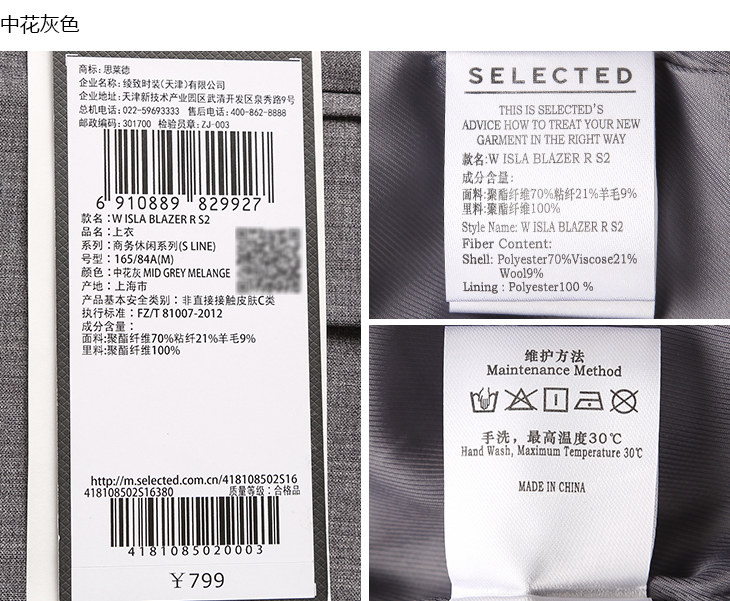 中花灰色
商标: 思莱德
企业名称: 绫致时装(天津)有限公司
企业地址: 天津新技术产业园区武清开发区泉秀路9号
总机电话: 022-59693333 售后电话: 400-862-8888
邮政编码: 301700 检验员章: ZJ-003
6 910889 829927
款名: W ISLA BLAZER R S2
品名: 上衣
系列: 商务休闲系列(S LINE)
号型: 165/84A(M)
颜色: 中花灰 MID GREY MELANGE
产地: 上海市
产品基本安全类别: 非直接接触皮肤C类
执行标准: FZ/T 81007-2012
成分含量:
面料:聚酯纤维70%粘纤21%羊毛9%
里料:聚酯纤维100%
http://m.selected.com.cn/418108502S16
418108502S16380 质量等级: 合格品
4181085020003
￥799
SELECTED
THIS IS SELECTED'S
ADVICE HOW TO TREAT YOUR NEW
GARMENT IN THE RIGHT WAY
款名:W ISLA BLAZER R S2
成分含量:
面料:聚酯纤维70%粘纤21%羊毛9%
里料:聚酯纤维100%
Style Name: W ISLA BLAZER R S2
Fiber Content:
Shell: Polyester70%Viscose21%
Wool9%
Lining : Polyester100 %
维护方法
Maintenance Method
手洗，最高温度30℃
Hand Wash, Maximum Temperature 30℃
MADE IN CHINA